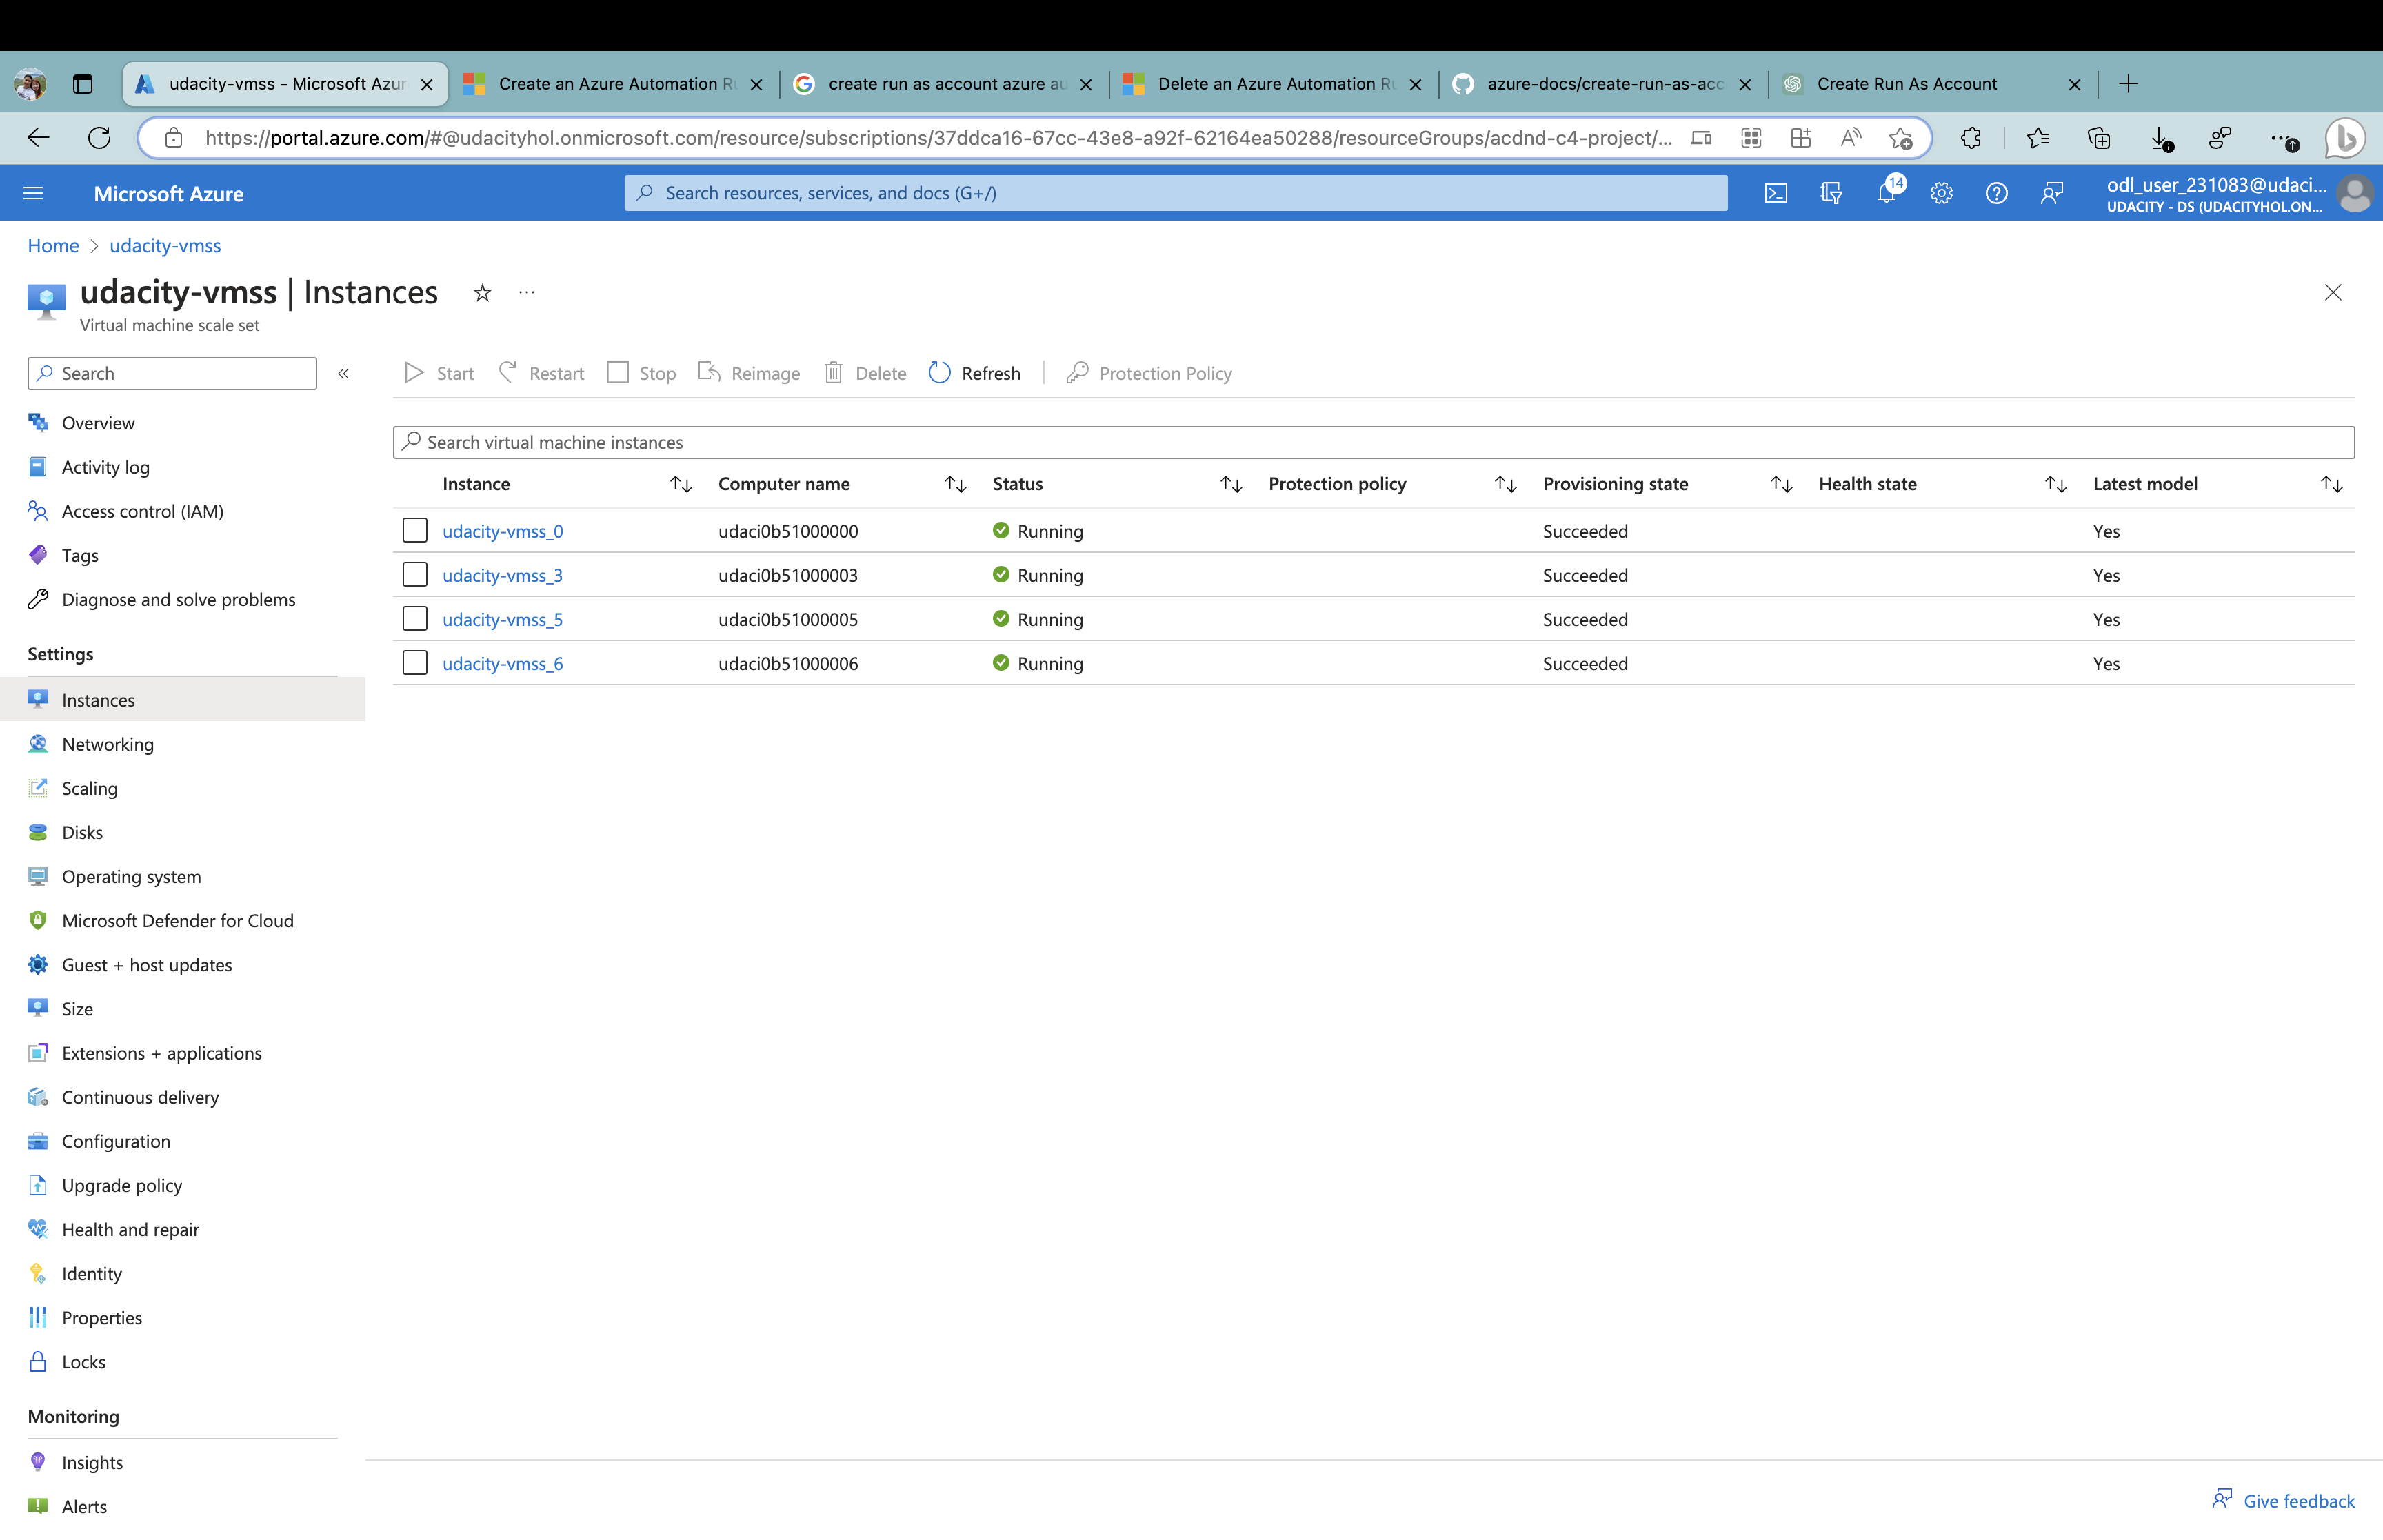 udacity-vmss - Microsoft Azur
Create an Azure Automation Ru
create run as account azure au
Delete an Azure Automation Ru
azure-docs/create-run-as-acc
Create Run As Account
https://portal.azure.com/#@udacityhol.onmicrosoft.com/resource/subscriptions/37ddca16-67cc-43e8-a92f-62164ea50288/resourceGroups/acdnd-c4-project/...
Microsoft Azure
Search resources, services, and docs (G+/)
14
odl_user_231083@udaci...
UDACITY - DS (UDACITYHOL.ON...
Home > udacity-vmss
udacity-vmss | Instances
Virtual machine scale set
Search
Start Restart Stop Reimage Delete Refresh Protection Policy
Overview
Activity log
Access control (IAM)
Tags
Diagnose and solve problems
Settings
Instances
Networking
Scaling
Disks
Operating system
Microsoft Defender for Cloud
Guest + host updates
Size
Extensions + applications
Continuous delivery
Configuration
Upgrade policy
Health and repair
Identity
Properties
Locks
Monitoring
Insights
Alerts
Search virtual machine instances
Instance Computer name Status Protection policy Provisioning state Health state Latest model
udacity-vmss_0 udaci0b51000000 Running Succeeded Yes
udacity-vmss_3 udaci0b51000003 Running Succeeded Yes
udacity-vmss_5 udaci0b51000005 Running Succeeded Yes
udacity-vmss_6 udaci0b51000006 Running Succeeded Yes
Give feedback